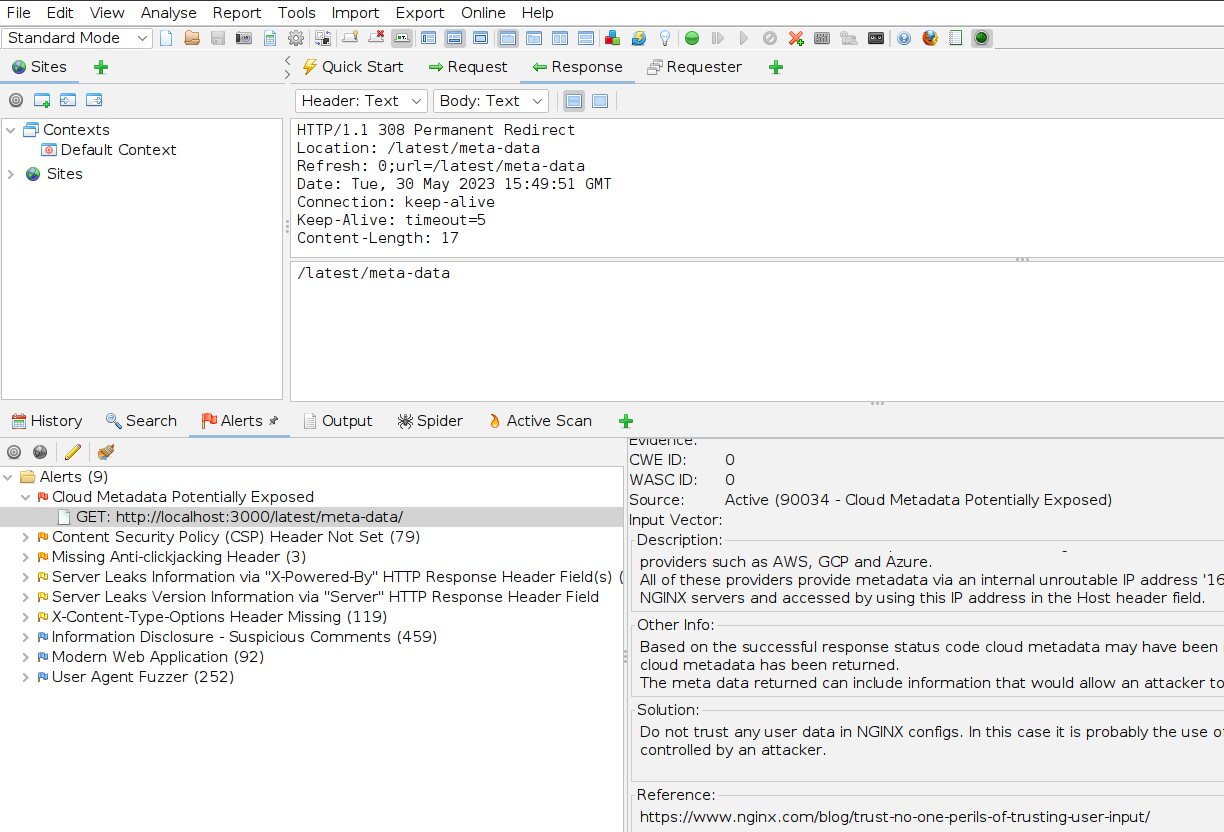 File Edit View Analyse Report Tools Import Export Online Help
Standard Mode
Sites
Quick Start Request Response Requester
Header: Text Body: Text
Contexts
Default Context
Sites
HTTP/1.1 308 Permanent Redirect
Location: /latest/meta-data
Refresh: 0;url=/latest/meta-data
Date: Tue, 30 May 2023 15:49:51 GMT
Connection: keep-alive
Keep-Alive: timeout=5
Content-Length: 17
/latest/meta-data
History Search Alerts Output Spider Active Scan
Alerts (9)
Cloud Metadata Potentially Exposed
GET: http://localhost:3000/latest/meta-data/
Content Security Policy (CSP) Header Not Set (79)
Missing Anti-clickjacking Header (3)
Server Leaks Information via "X-Powered-By" HTTP Response Header Field(s) (
Server Leaks Version Information via "Server" HTTP Response Header Field
X-Content-Type-Options Header Missing (119)
Information Disclosure - Suspicious Comments (459)
Modern Web Application (92)
User Agent Fuzzer (252)
Evidence:
CWE ID: 0
WASC ID: 0
Source: Active (90034 - Cloud Metadata Potentially Exposed)
Input Vector:
Description:
providers such as AWS, GCP and Azure.
All of these providers provide metadata via an internal unroutable IP address '16
NGINX servers and accessed by using this IP address in the Host header field.
Other Info:
Based on the successful response status code cloud metadata may have been
cloud metadata has been returned.
The meta data returned can include information that would allow an attacker to
Solution:
Do not trust any user data in NGINX configs. In this case it is probably the use of
controlled by an attacker.
Reference:
https://www.nginx.com/blog/trust-no-one-perils-of-trusting-user-input/